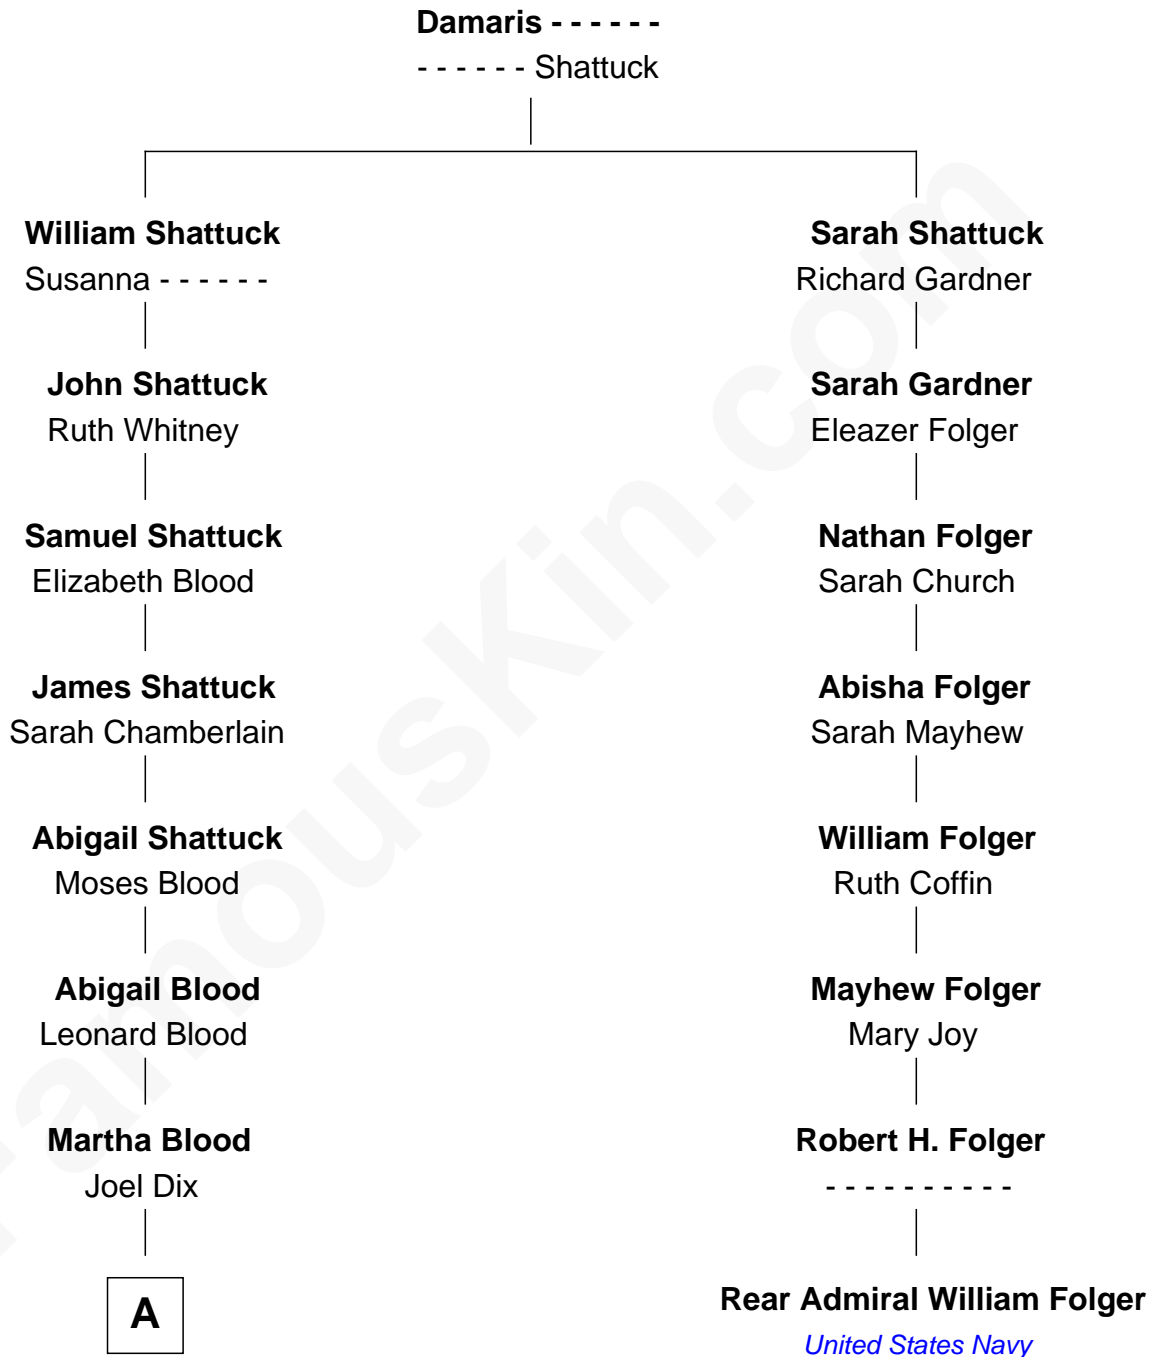 Damaris - - - - - -
- - - - - - Shattuck
William Shattuck
Susanna - - - - - -
Sarah Shattuck
Richard Gardner
John Shattuck
Ruth Whitney
Sarah Gardner
Eleazer Folger
Samuel Shattuck
Elizabeth Blood
Nathan Folger
Sarah Church
James Shattuck
Sarah Chamberlain
Abisha Folger
Sarah Mayhew
Abigail Shattuck
Moses Blood
William Folger
Ruth Coffin
Abigail Blood
Leonard Blood
Mayhew Folger
Mary Joy
Martha Blood
Joel Dix
Robert H. Folger
- - - - - - - - - -
A
Rear Admiral William Folger
United States Navy
FamousKin.com